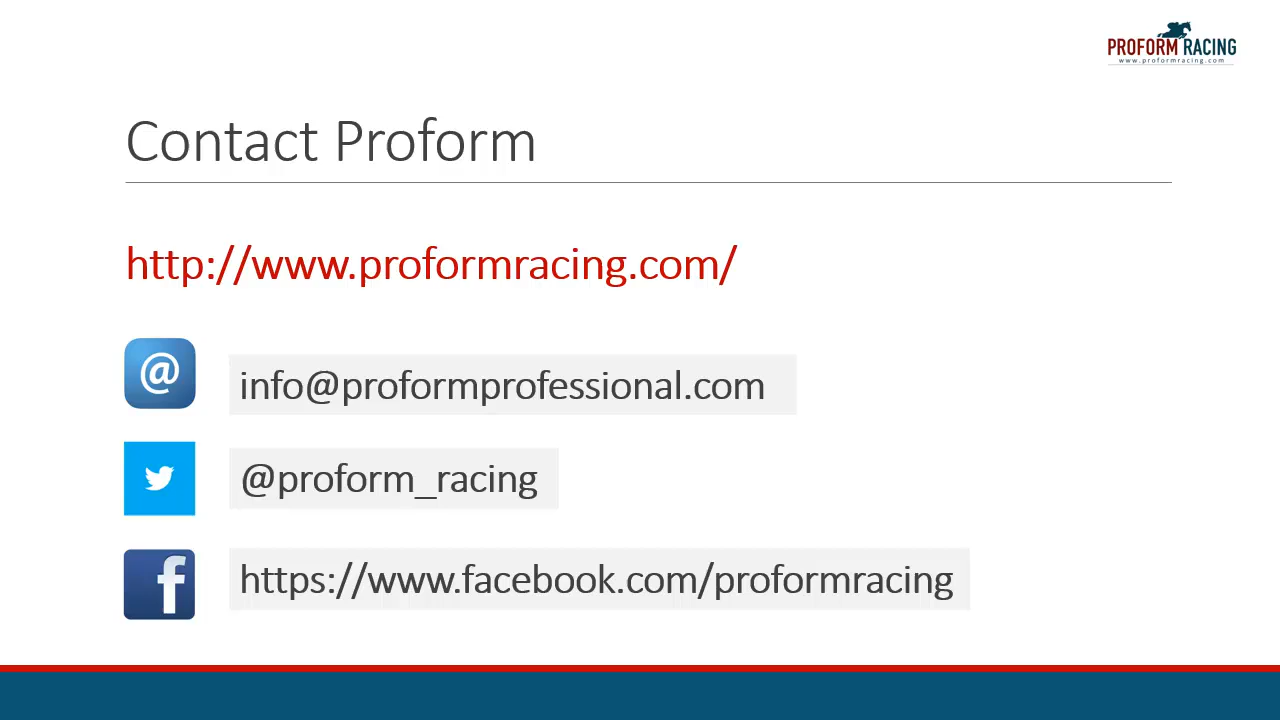 PROFORM RACING
www.proformracing.com
Contact Proform
http://www.proformracing.com/
@
info@proformprofessional.com
@proform_racing
f
https://www.facebook.com/proformracing